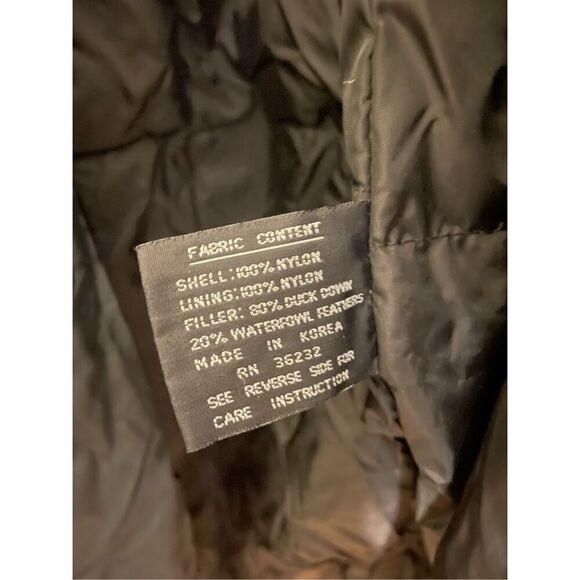 FABRIC CONTENT
SHELL:100% NYLON
LINING:100% NYLON
FILLER: 80% DUCK DOWN
20% WATERFOWL FEATHERS
MADE IN KOREA
RN 36232
SEE REVERSE SIDE FOR
CARE INSTRUCTION